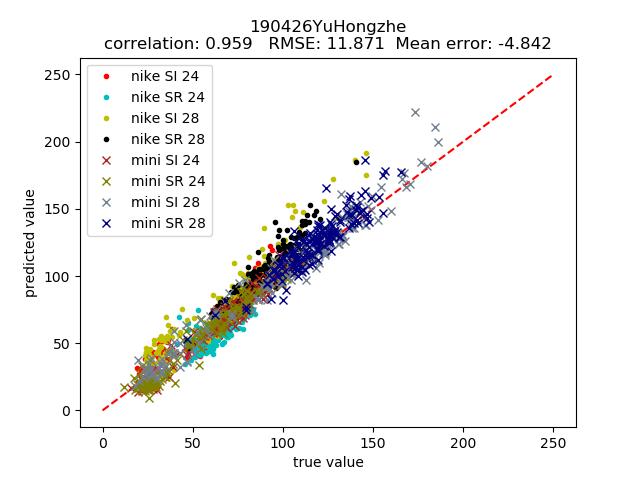 190426YuHongzhe
correlation: 0.959   RMSE: 11.871  Mean error: -4.842
250
200
150
100
50
0
predicted value
nike SI 24
nike SR 24
nike SI 28
nike SR 28
mini SI 24
mini SR 24
mini SI 28
mini SR 28
0 50 100 150 200 250
true value